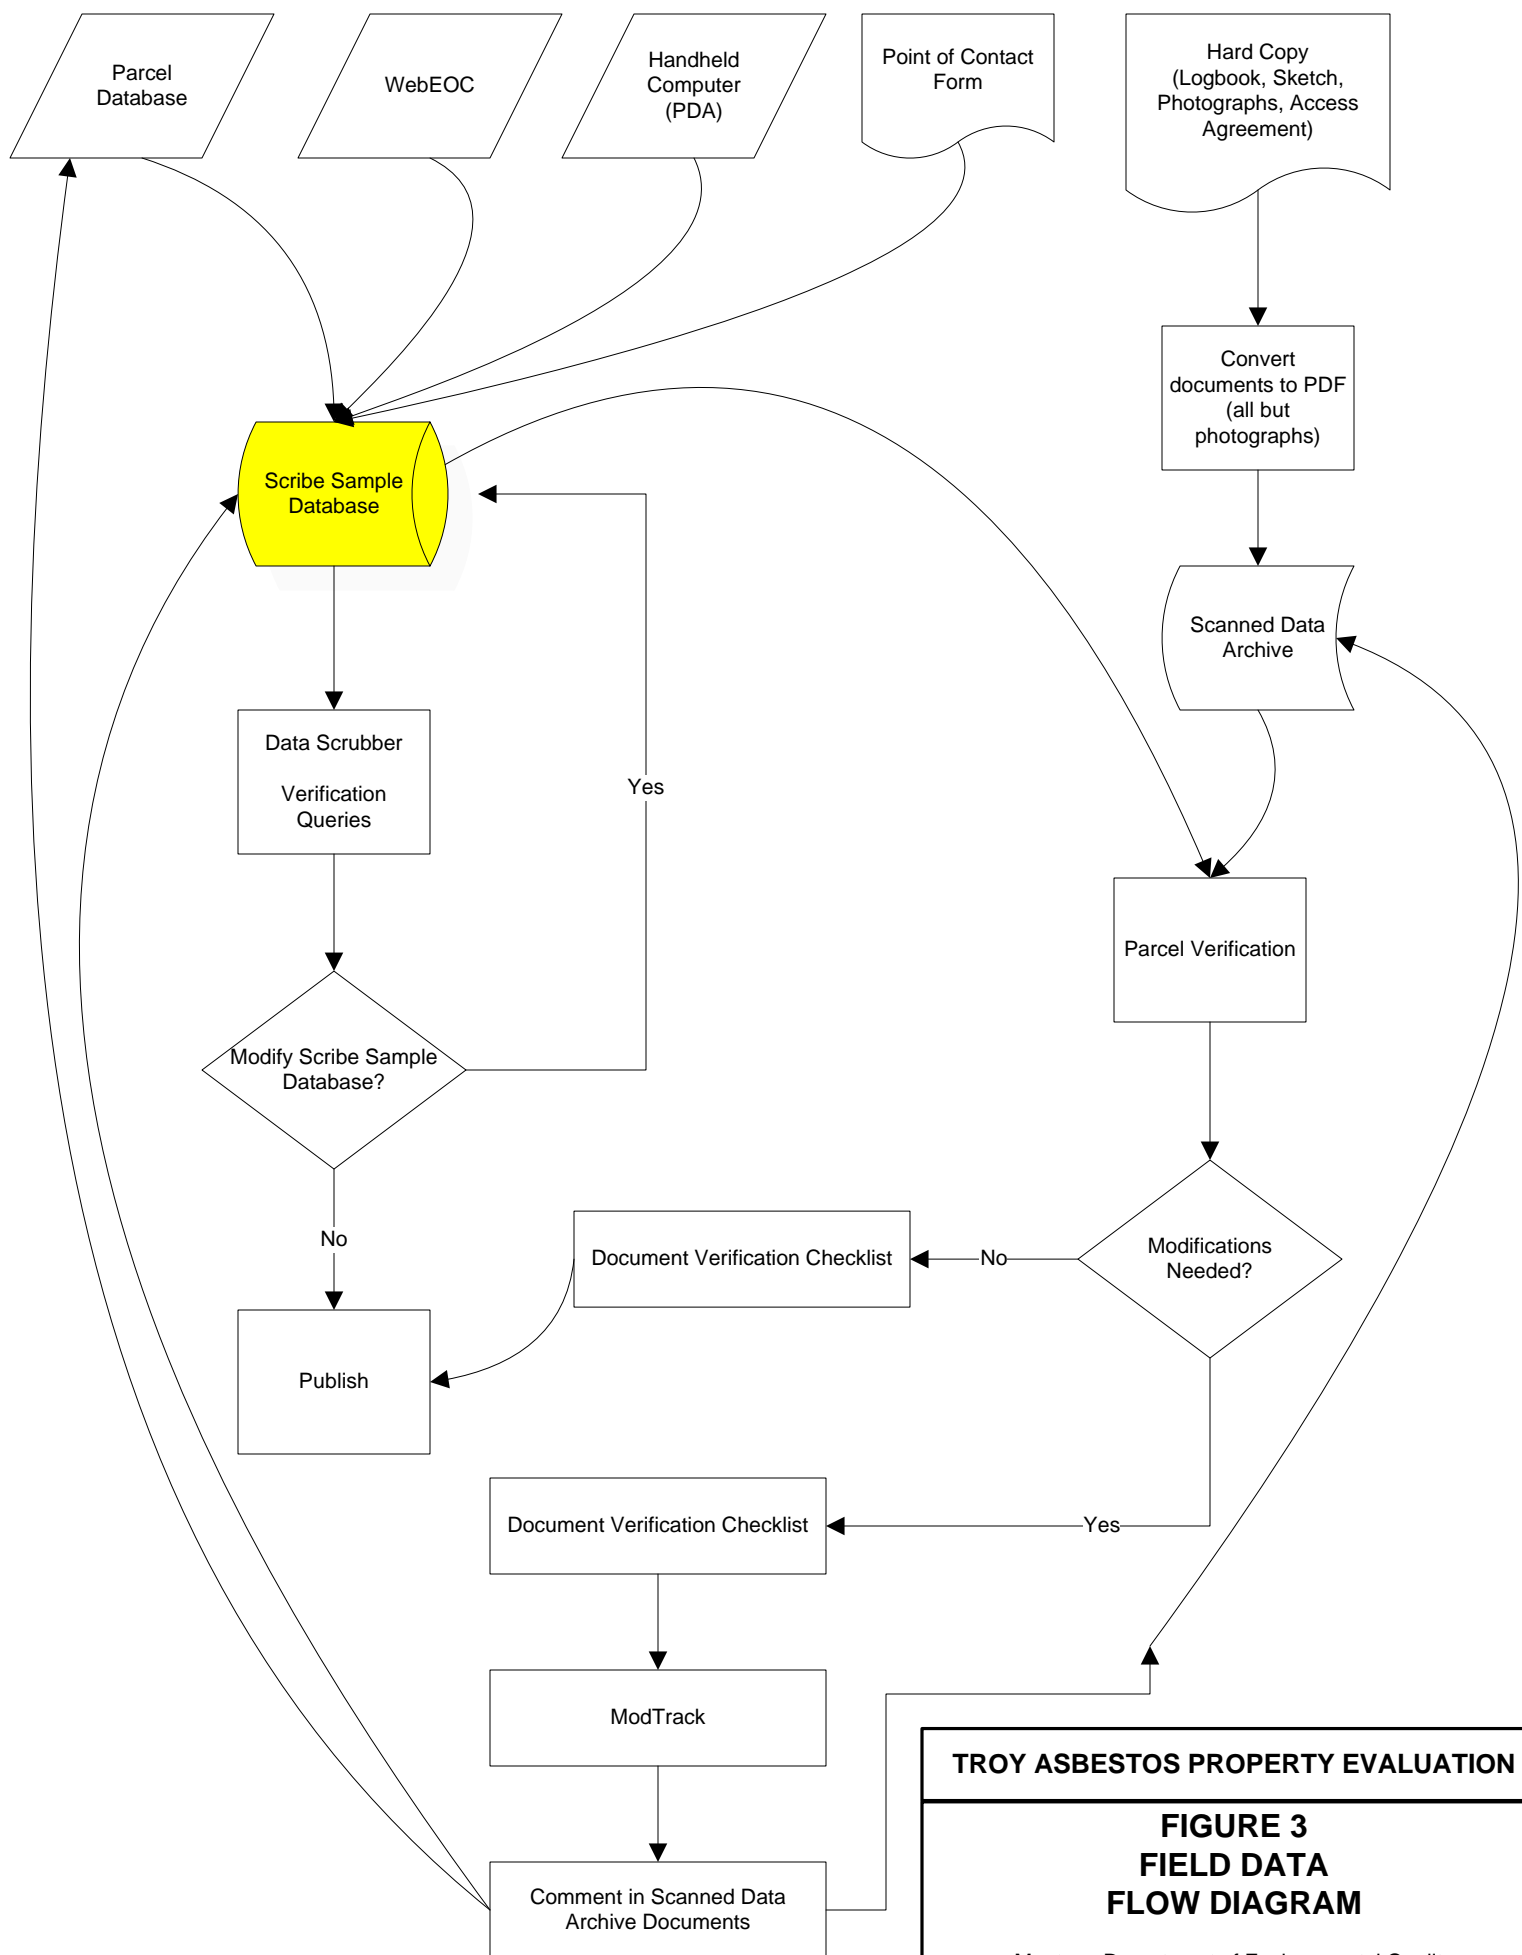 Parcel
Database
WebEOC
Handheld
Computer
(PDA)
Point of Contact
Form
Hard Copy
(Logbook, Sketch,
Photographs, Access
Agreement)
Convert
documents to PDF
(all but
photographs)
Scribe Sample
Database
Scanned Data
Archive
Data Scrubber
Verification
Queries
Yes
Parcel Verification
Modify Scribe Sample
Database?
No
Document Verification Checklist
No
Modifications
Needed?
Publish
Document Verification Checklist
Yes
ModTrack
TROY ASBESTOS PROPERTY EVALUATION
FIGURE 3
FIELD DATA
FLOW DIAGRAM
Comment in Scanned Data
Archive Documents